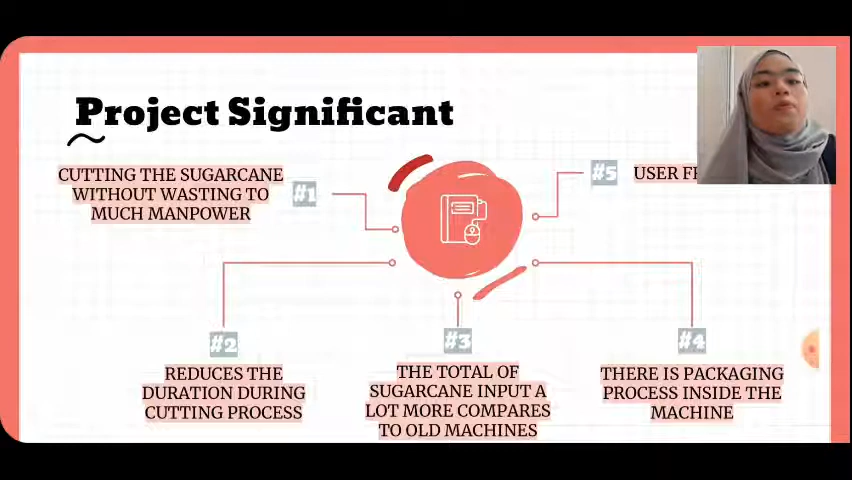 Project Significant
CUTTING THE SUGARCANE
WITHOUT WASTING TO
MUCH MANPOWER
#1
#5
USER
#2
REDUCES THE
DURATION DURING
CUTTING PROCESS
#3
THE TOTAL OF
SUGARCANE INPUT A
LOT MORE COMPARES
TO OLD MACHINES
#4
THERE IS PACKAGING
PROCESS INSIDE THE
MACHINE